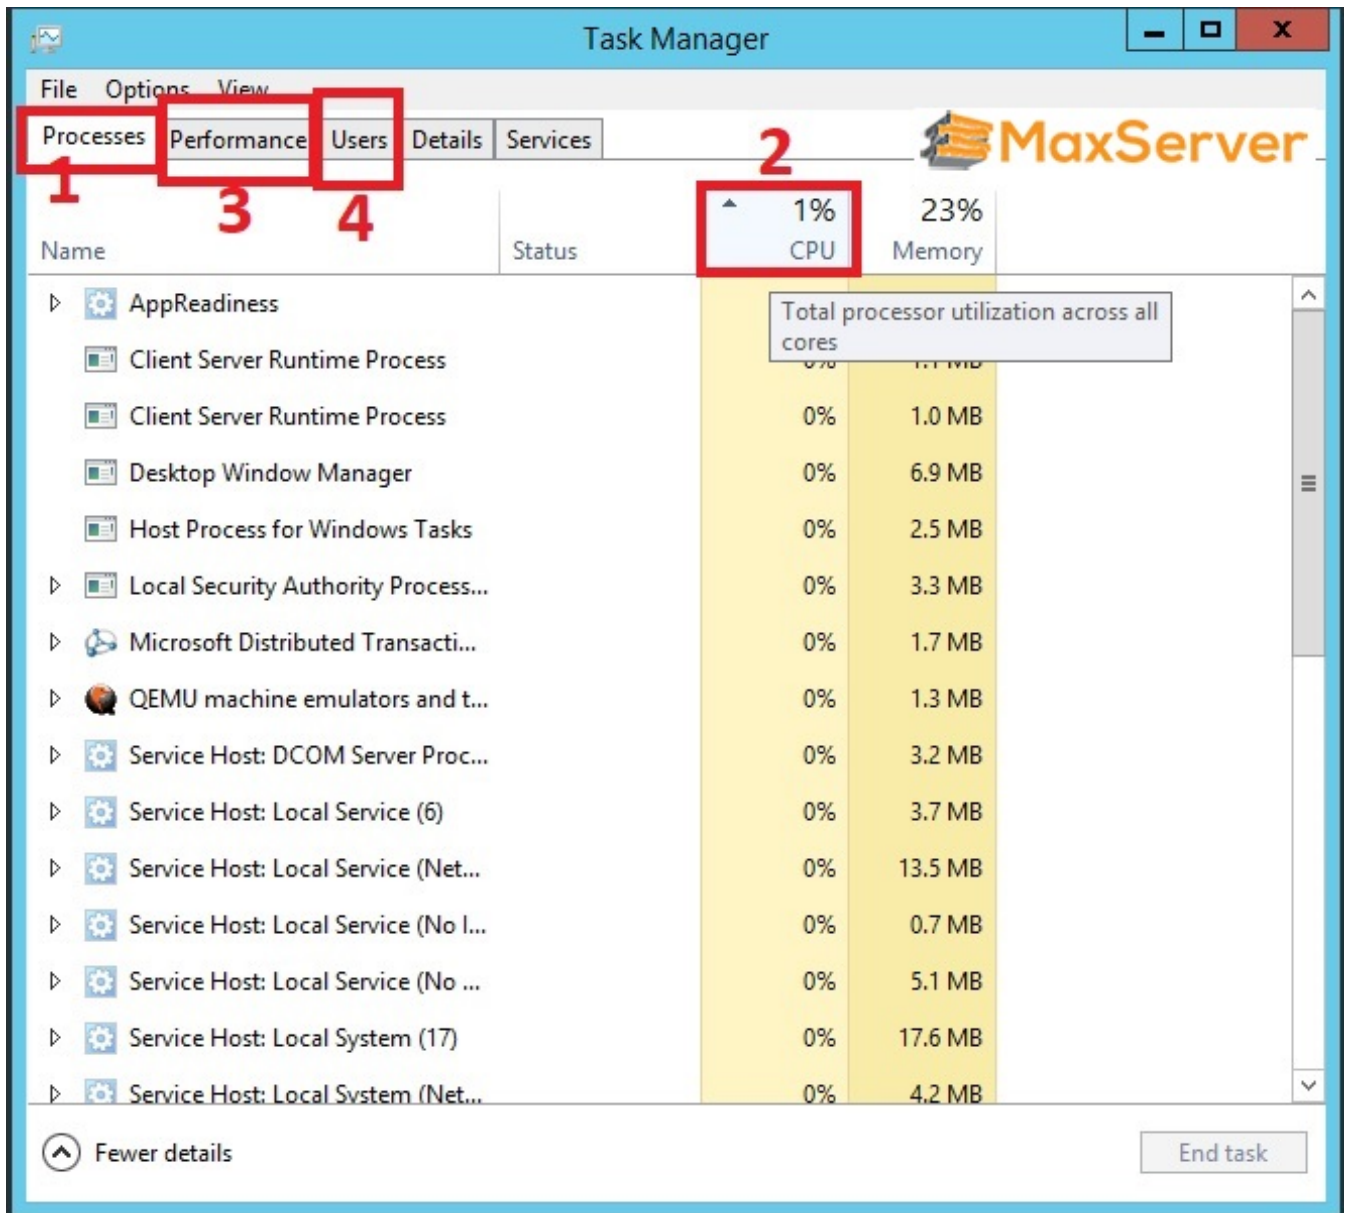 Task Manager
File Options View
Processes Performance Users Details Services
MaxServer
1 3 4 2
1% 23%
Name Status CPU Memory
AppReadiness
Total processor utilization across all
cores
Client Server Runtime Process 0% 1.1 MB
Client Server Runtime Process 0% 1.0 MB
Desktop Window Manager 0% 6.9 MB
Host Process for Windows Tasks 0% 2.5 MB
Local Security Authority Process... 0% 3.3 MB
Microsoft Distributed Transacti... 0% 1.7 MB
QEMU machine emulators and t... 0% 1.3 MB
Service Host: DCOM Server Proc... 0% 3.2 MB
Service Host: Local Service (6) 0% 3.7 MB
Service Host: Local Service (Net... 0% 13.5 MB
Service Host: Local Service (No I... 0% 0.7 MB
Service Host: Local Service (No ... 0% 5.1 MB
Service Host: Local System (17) 0% 17.6 MB
Service Host: Local System (Net... 0% 4.2 MB
Fewer details End task